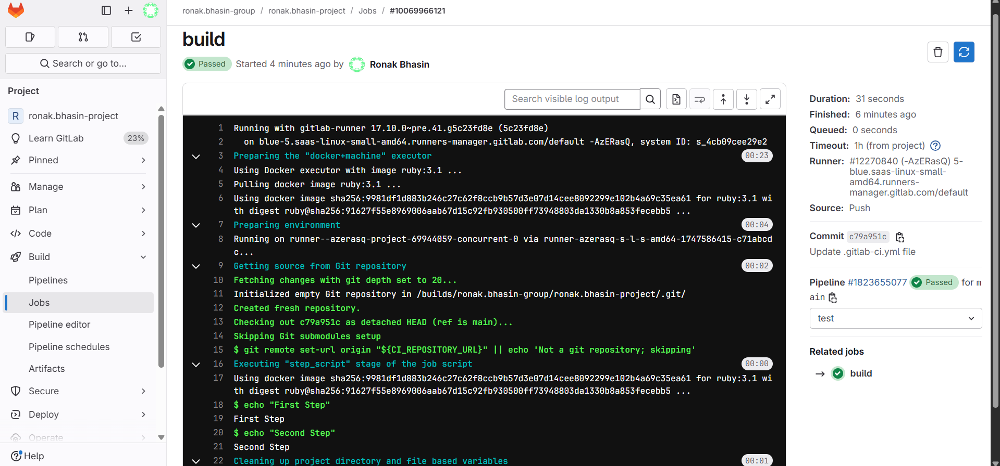 ronak.bhasin-group / ronak.bhasin-project / Jobs / #10069966121
Search or go to...
Project
R ronak.bhasin-project
Learn GitLab 23%
Pinned
Manage
Plan
Code
Build
Pipelines
Jobs
Pipeline editor
Pipeline schedules
Artifacts
Secure
Deploy
Operate
Help
build
Passed Started 4 minutes ago by Ronak Bhasin
Search visible log output
1 Running with gitlab-runner 17.10.0~pre.41.g5c23fd8e (5c23fd8e)
2 on blue-5.saas-linux-small-amd64.runners-manager.gitlab.com/default -AzERasQ, system ID: s_4cb09cee29e2
3 Preparing the "docker+machine" executor 00:23
4 Using Docker executor with image ruby:3.1 ...
5 Pulling docker image ruby:3.1 ...
6 Using docker image sha256:9981df1d883b246c27c62f8ccb9b57d3e07d14cee8092299e102b4a69c35ea61 for ruby:3.1 wi
th digest ruby@sha256:91627f55e8969006aab67d15c92fb930500ff73948803da1330b8a853fecebb5 ...
7 Preparing environment 00:04
8 Running on runner--azerasq-project-69944059-concurrent-0 via runner-azerasq-s-l-s-amd64-1747586415-c71abcd
c...
9 Getting source from Git repository 00:02
10 Fetching changes with git depth set to 20...
11 Initialized empty Git repository in /builds/ronak.bhasin-group/ronak.bhasin-project/.git/
12 Created fresh repository.
13 Checking out c79a951c as detached HEAD (ref is main)...
14 Skipping Git submodules setup
15 $ git remote set-url origin "${CI_REPOSITORY_URL}" || echo 'Not a git repository; skipping'
16 Executing "step_script" stage of the job script 00:00
17 Using docker image sha256:9981df1d883b246c27c62f8ccb9b57d3e07d14cee8092299e102b4a69c35ea61 for ruby:3.1 wi
th digest ruby@sha256:91627f55e8969006aab67d15c92fb930500ff73948803da1330b8a853fecebb5 ...
18 $ echo "First Step"
19 First Step
20 $ echo "Second Step"
21 Second Step
22 Cleaning up project directory and file based variables 00:01
Duration: 31 seconds
Finished: 6 minutes ago
Queued: 0 seconds
Timeout: 1h (from project)
Runner: #12270840 (-AzERasQ) 5-
blue.saas-linux-small-
amd64.runners-
manager.gitlab.com/default
Source: Push
Commit c79a951c
Update .gitlab-ci.yml file
Pipeline #1823655077 Passed for m
ain
test
Related jobs
→ build